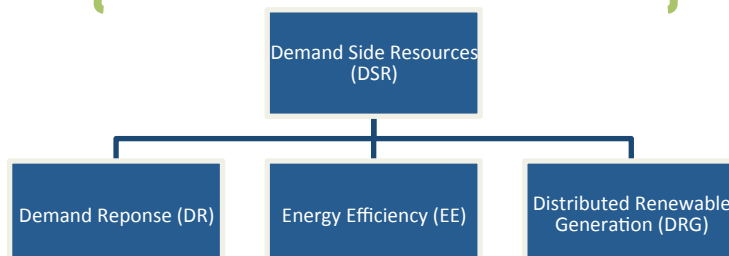 Demand Side Resources
(DSR)
Demand Reponse (DR)
Energy Efficiency (EE)
Distributed Renewable
Generation (DRG)